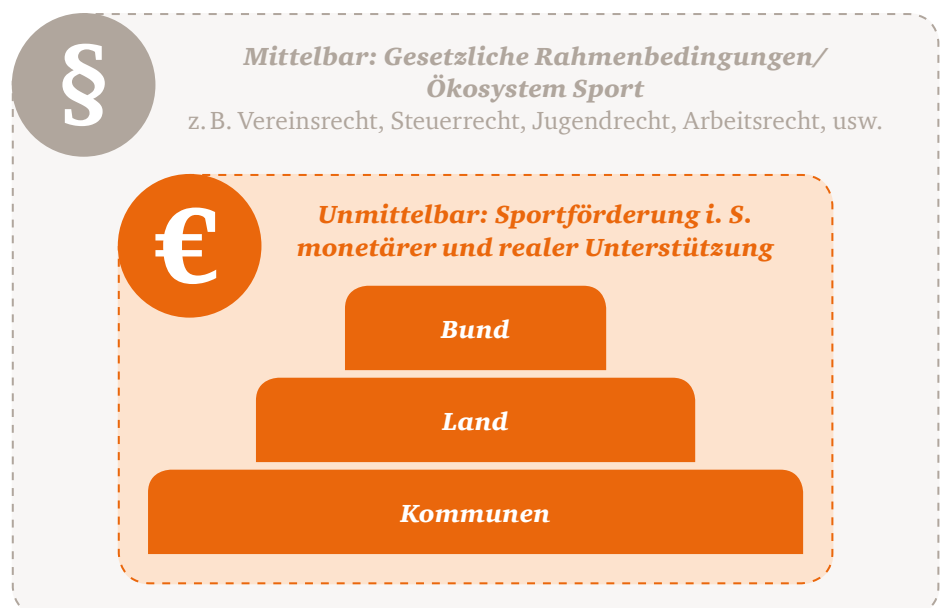 §
Mittelbar: Gesetzliche Rahmenbedingungen/
Ökosystem Sport
z. B. Vereinsrecht, Steuerrecht, Jugendrecht, Arbeitsrecht, usw.
€
Unmittelbar: Sportförderung i. S.
monetärer und realer Unterstützung
Bund
Land
Kommunen